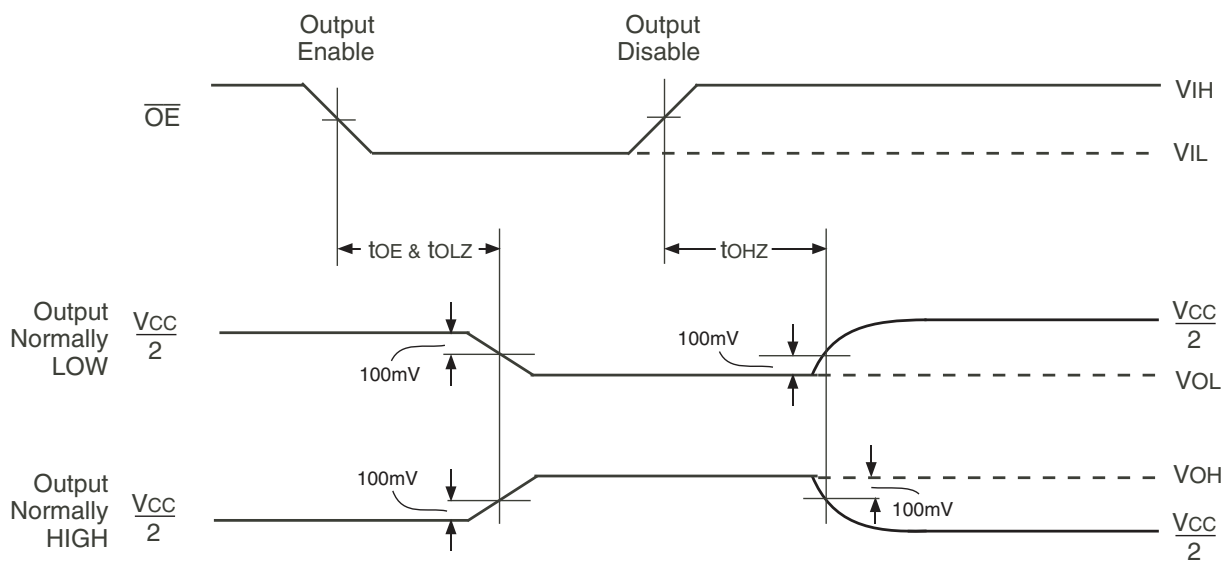 Output
Enable
Output
Disable
OE
VIH
VIL
tOE & tOLZ
tOHZ
Output
Normally
LOW
VCC
2
100mV
100mV
VCC
2
VOL
Output
Normally
HIGH
VCC
2
100mV
VOH
100mV
VCC
2